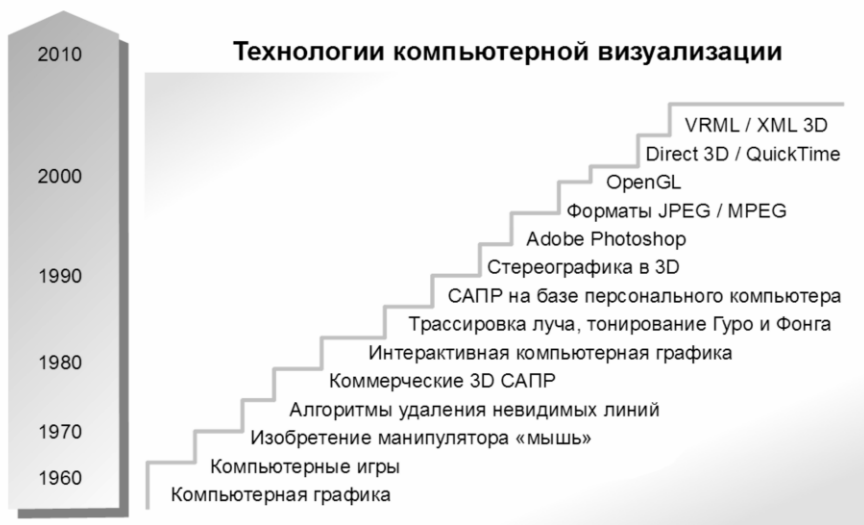 Технологии компьютерной визуализации
2010
2000
1990
1980
1970
1960
VRML / XML 3D
Direct 3D / QuickTime
OpenGL
Форматы JPEG / MPEG
Adobe Photoshop
Стереографика в 3D
САПР на базе персонального компьютера
Трассировка луча, тонирование Гуро и Фонга
Интерактивная компьютерная графика
Коммерческие 3D САПР
Алгоритмы удаления невидимых линий
Изобретение манипулятора «мышь»
Компьютерные игры
Компьютерная графика